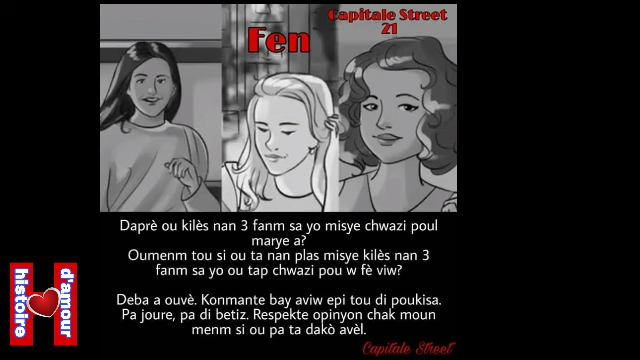 Capitale Street
21
Fen
Daprè ou kilès nan 3 fanm sa yo misye chwazi poul
marye a?
Oumenm tou si ou ta nan plas misye kilès nan 3
fanm sa yo ou tap chwazi pou w fè viw?
Deba a ouvè. Konmante bay aviw epi tou di poukisa.
Pa joure, pa di betiz. Respèkte opinyon chak moun
menm si ou pa ta dakò avèl.
Capitale Street
histoire
d'amour